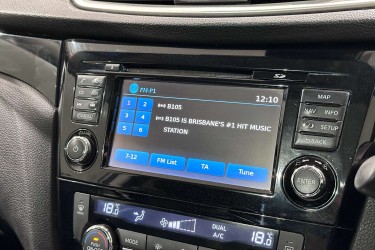 FM-P1
12:10
1 2
B105
3 4
B105 IS BRISBANE'S #1 HIT MUSIC
5 6
STATION
7-12 FM List TA Tune
MAP
NAV INFO
SETUP
BACK
ENTER
18.0
DUAL
A/C
18.0